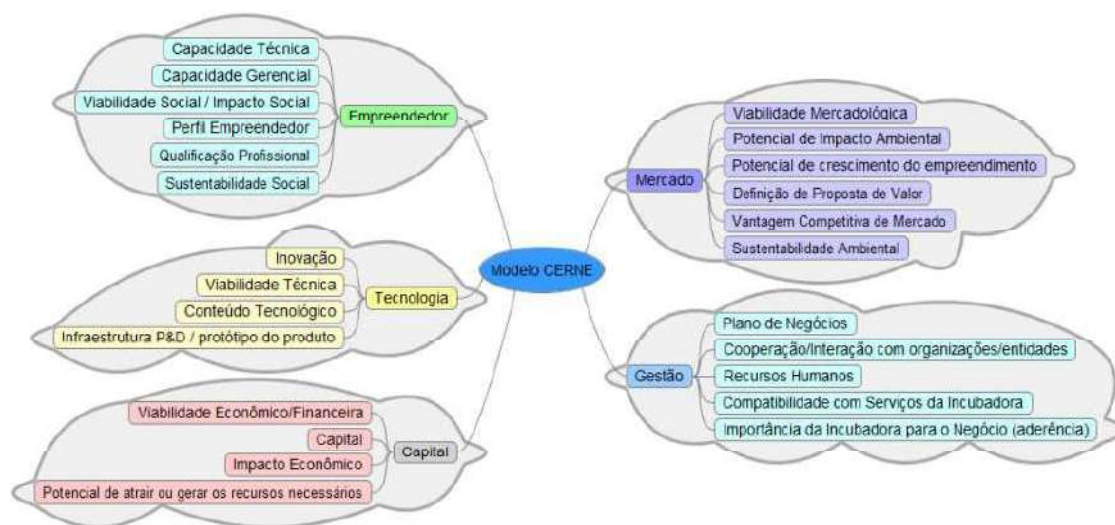 Capacidade Técnica
Capacidade Gerencial
Viabilidade Social / Impacto Social
Perfil Empreendedor
Qualificação Profissional
Sustentabilidade Social
Empreendedor
Inovação
Viabilidade Técnica
Conteúdo Tecnológico
Infraestrutura P&D / protótipo do produto
Tecnologia
Viabilidade Econômico/Financeira
Capital
Impacto Econômico
Potencial de atrair ou gerar os recursos necessários
Capital
Modelo CERNE
Mercado
Viabilidade Mercadológica
Potencial de Impacto Ambiental
Potencial de crescimento do empreendimento
Definição de Proposta de Valor
Vantagem Competitiva de Mercado
Sustentabilidade Ambiental
Gestão
Plano de Negócios
Cooperação/Interação com organizações/entidades
Recursos Humanos
Compatibilidade com Serviços da Incubadora
Importância da Incubadora para o Negócio (aderência)